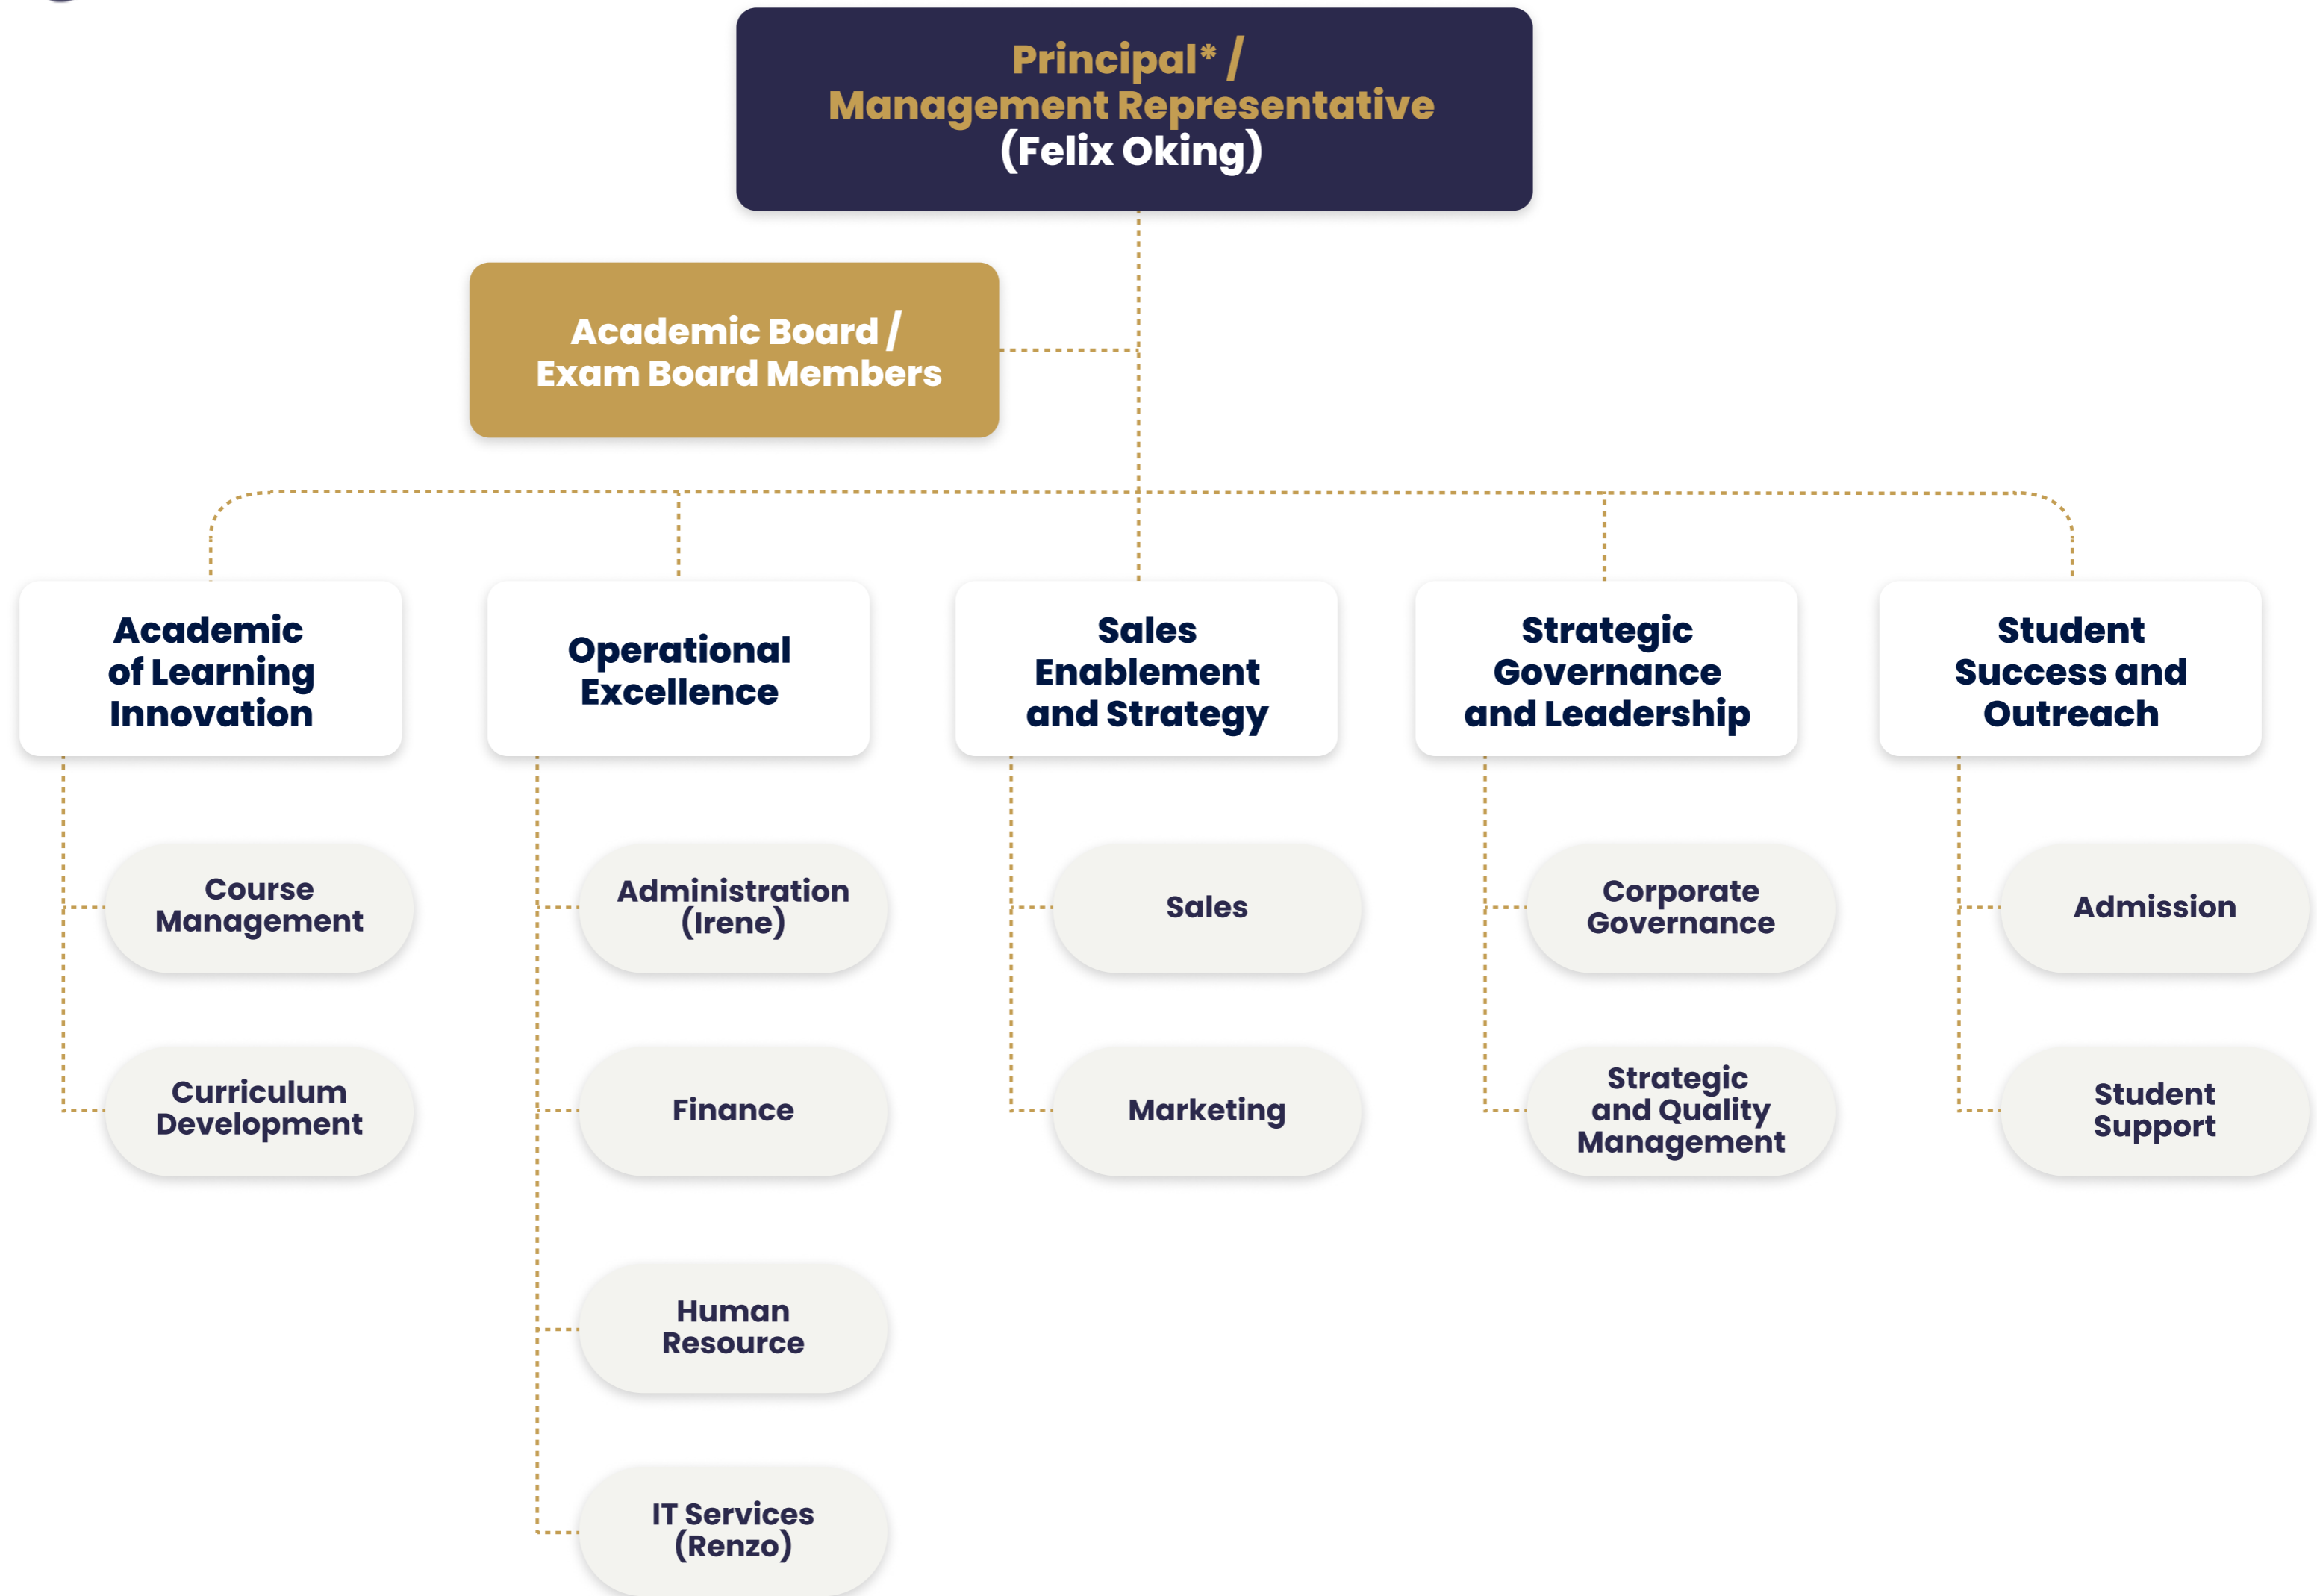 Principal* /
Management Representative
(Felix Oking)
Academic Board /
Exam Board Members
Academic
of Learning
Innovation
Operational
Excellence
Sales
Enablement
and Strategy
Strategic
Governance
and Leadership
Student
Success and
Outreach
Course
Management
Administration
(Irene)
Sales
Corporate
Governance
Admission
Curriculum
Development
Finance
Marketing
Strategic
and Quality
Management
Student
Support
Human
Resource
IT Services
(Renzo)